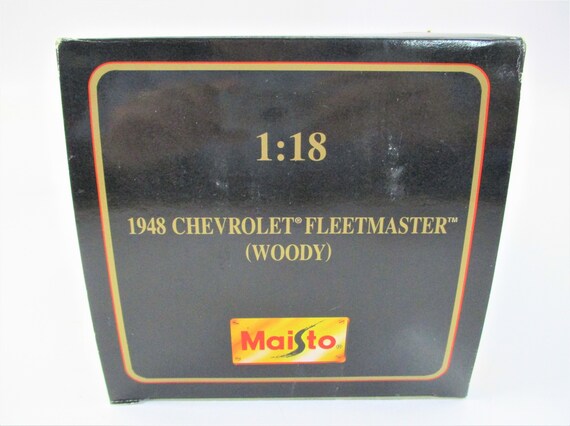 1:18
1948 CHEVROLET® FLEETMASTER™
(WOODY)
Maisto®